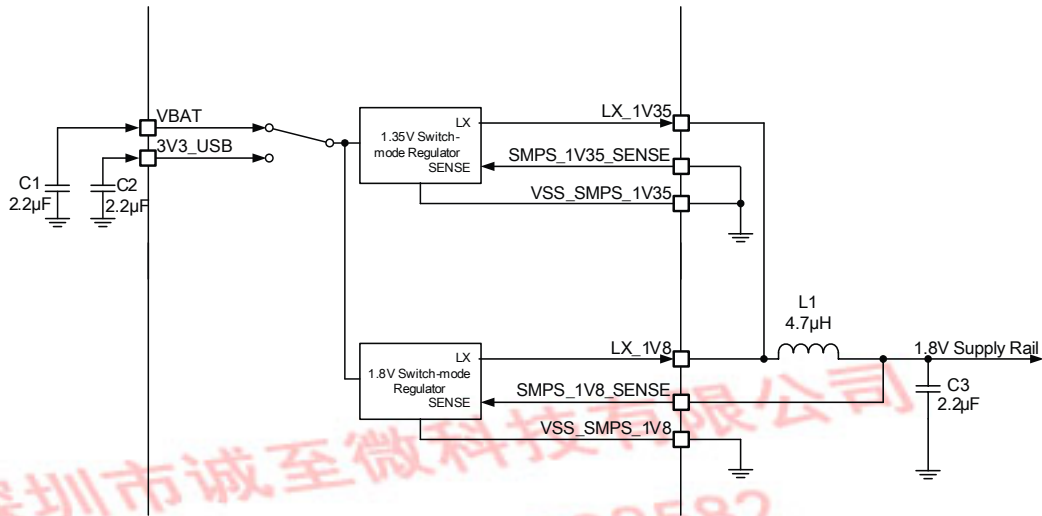 VBAT
3V3_USB
C1
2.2µF
C2
2.2µF
LX
1.35V Switch-
mode Regulator
SENSE
LX_1V35
SMPS_1V35_SENSE
VSS_SMPS_1V35
LX
1.8V Switch-mode
Regulator
SENSE
LX_1V8
SMPS_1V8_SENSE
VSS_SMPS_1V8
L1
4.7µH
1.8V Supply Rail
C3
2.2µF
深圳市诚至微科技有限公司